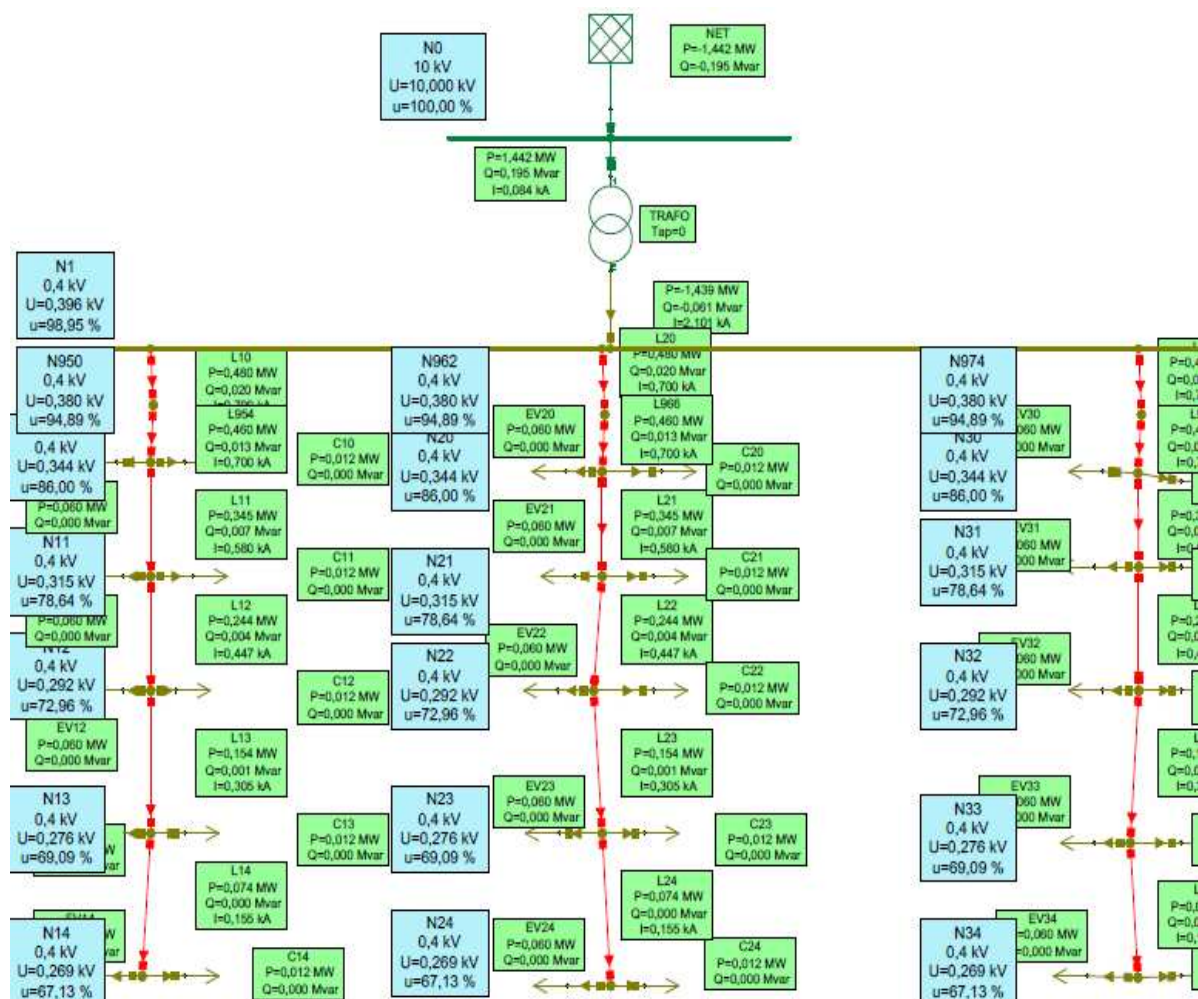 NET
P=-1,442 MW
Q=-0,195 Mvar
N0
10 kV
U=10,000 kV
u=100,00 %
P=1,442 MW
Q=0,195 Mvar
I=0,084 kA
TRAFO
Tap=0
N1
0,4 kV
U=0,396 kV
u=98,95 %
P=-1,439 MW
Q=-0,061 Mvar
I=2,101 kA
N950
0,4 kV
U=0,380 kV
u=94,89 %
L10
P=0,480 MW
Q=0,020 Mvar
L954
P=0,460 MW
Q=0,013 Mvar
I=0,700 kA
0,4 kV
U=0,344 kV
u=86,00 %
C10
P=0,012 MW
Q=0,000 Mvar
P=0,060 MW
Q=0,000 Mvar
L11
P=0,345 MW
Q=0,007 Mvar
I=0,580 kA
N11
0,4 kV
U=0,315 kV
u=78,64 %
C11
P=0,012 MW
Q=0,000 Mvar
P=0,060 MW
Q=0,000 Mvar
L12
P=0,244 MW
Q=0,004 Mvar
I=0,447 kA
N12
0,4 kV
U=0,292 kV
u=72,96 %
C12
P=0,012 MW
Q=0,000 Mvar
EV12
P=0,060 MW
Q=0,000 Mvar
L13
P=0,154 MW
Q=0,001 Mvar
I=0,305 kA
N13
0,4 kV
U=0,276 kV
u=69,09 %
C13
P=0,012 MW
Q=0,000 Mvar
L14
P=0,074 MW
Q=0,000 Mvar
I=0,155 kA
EV14
N14
0,4 kV
U=0,269 kV
u=67,13 %
C14
P=0,012 MW
Q=0,000 Mvar
N962
0,4 kV
U=0,380 kV
u=94,89 %
L20
P=0,480 MW
Q=0,020 Mvar
I=0,700 kA
L966
P=0,460 MW
Q=0,013 Mvar
I=0,700 kA
EV20
P=0,060 MW
Q=0,000 Mvar
N20
0,4 kV
U=0,344 kV
u=86,00 %
C20
P=0,012 MW
Q=0,000 Mvar
EV21
P=0,060 MW
Q=0,000 Mvar
L21
P=0,345 MW
Q=0,007 Mvar
I=0,580 kA
N21
0,4 kV
U=0,315 kV
u=78,64 %
C21
P=0,012 MW
Q=0,000 Mvar
EV22
P=0,060 MW
Q=0,000 Mvar
L22
P=0,244 MW
Q=0,004 Mvar
I=0,447 kA
N22
0,4 kV
U=0,292 kV
u=72,96 %
C22
P=0,012 MW
Q=0,000 Mvar
L23
P=0,154 MW
Q=0,001 Mvar
I=0,305 kA
EV23
P=0,060 MW
Q=0,000 Mvar
N23
0,4 kV
U=0,276 kV
u=69,09 %
C23
P=0,012 MW
Q=0,000 Mvar
L24
P=0,074 MW
Q=0,000 Mvar
I=0,155 kA
EV24
P=0,060 MW
Q=0,000 Mvar
N24
0,4 kV
U=0,269 kV
u=67,13 %
C24
P=0,012 MW
Q=0,000 Mvar
N974
0,4 kV
U=0,380 kV
u=94,89 %
EV30
N30
0,4 kV
U=0,344 kV
u=86,00 %
EV31
N31
0,4 kV
U=0,315 kV
u=78,64 %
EV32
N32
0,4 kV
U=0,292 kV
u=72,96 %
EV33
N33
0,4 kV
U=0,276 kV
u=69,09 %
EV34
N34
0,4 kV
U=0,269 kV
u=67,13 %